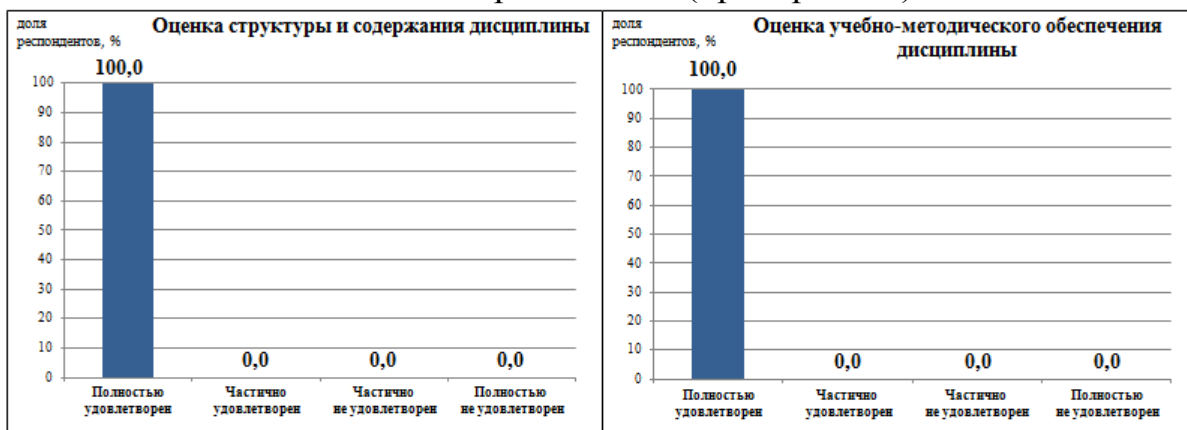 доля
респондентов, %
Оценка структуры и содержания дисциплины
100,0
100
90
80
70
60
50
40
30
20
10
0
0,0 0,0 0,0
Полностью удовлетворен
Частично удовлетворен
Частично не удовлетворен
Полностью не удовлетворен
доля
респондентов, %
Оценка учебно-методического обеспечения
дисциплины
100,0
100
90
80
70
60
50
40
30
20
10
0
0,0 0,0 0,0
Полностью удовлетворен
Частично удовлетворен
Частично не удовлетворен
Полностью не удовлетворен